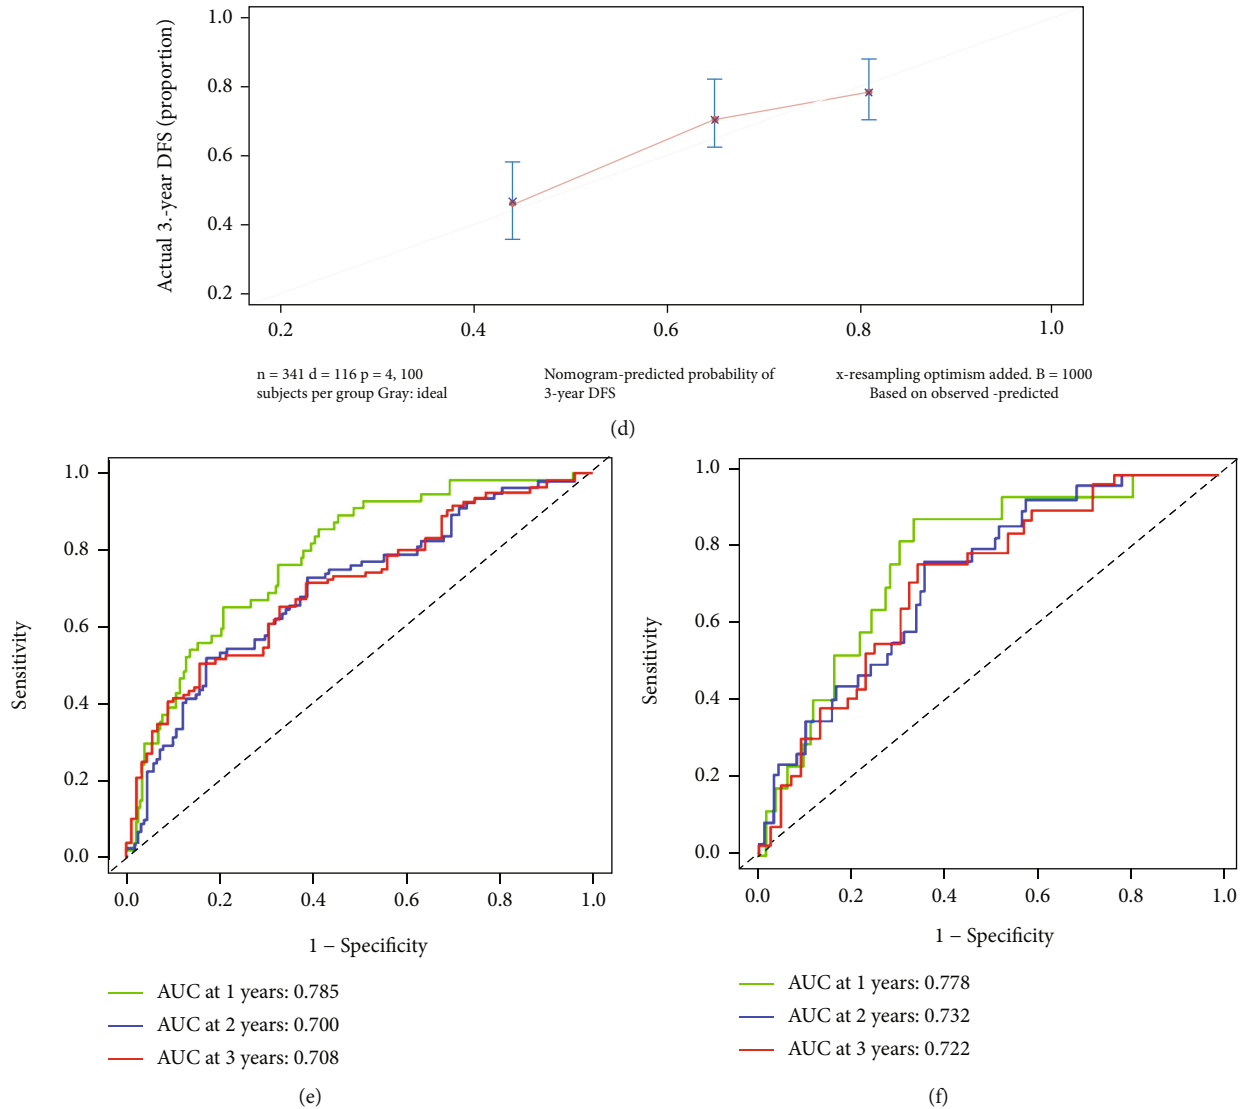 Actual 3.-year DFS (proportion)
1.0
0.8
0.6
0.4
0.2
0.2 0.4 0.6 0.8 1.0
n = 341 d = 116 p = 4, 100
subjects per group Gray: ideal
Nomogram-predicted probability of
3-year DFS
x-resampling optimism added. B = 1000
Based on observed -predicted
(d)
Sensitivity
1.0
0.8
0.6
0.4
0.2
0.0
0.0 0.2 0.4 0.6 0.8 1.0
1 − Specificity
AUC at 1 years: 0.785
AUC at 2 years: 0.700
AUC at 3 years: 0.708
(e)
Sensitivity
1.0
0.8
0.6
0.4
0.2
0.0
0.0 0.2 0.4 0.6 0.8 1.0
1 − Specificity
AUC at 1 years: 0.778
AUC at 2 years: 0.732
AUC at 3 years: 0.722
(f)